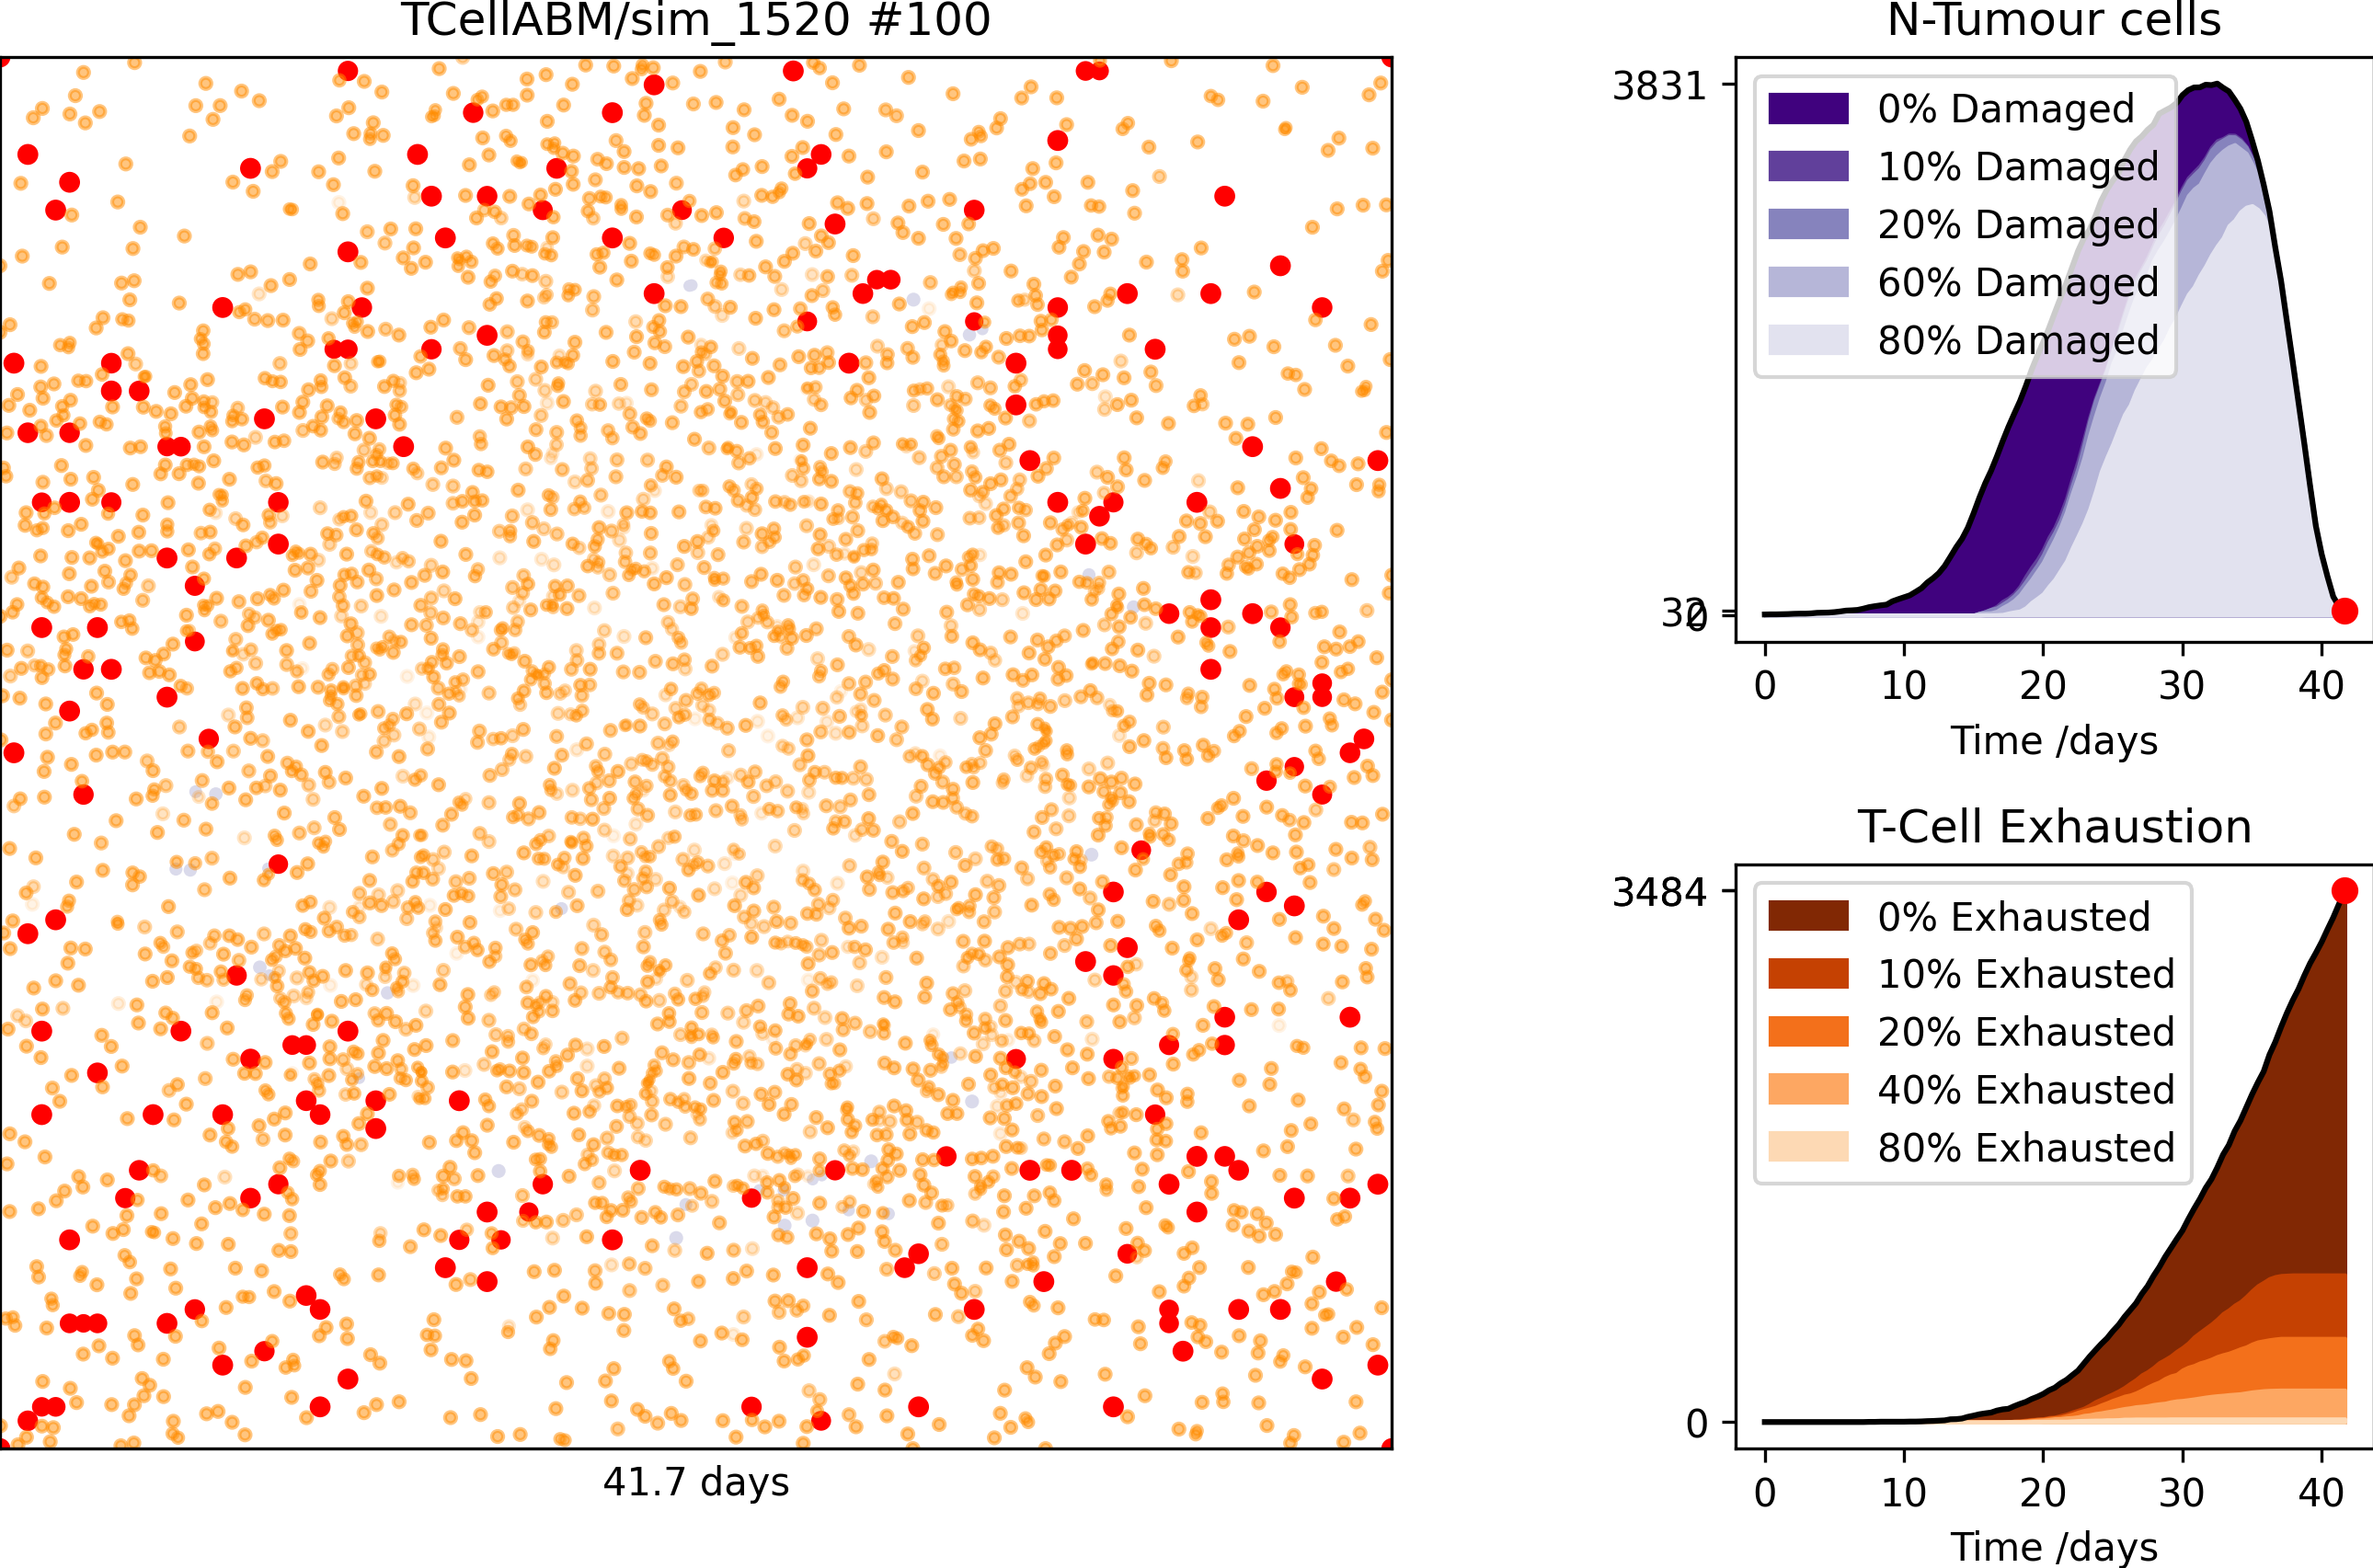 TCellABM/sim_1520 #100
41.7 days
N-Tumour cells
3831
32
0
0% Damaged
10% Damaged
20% Damaged
60% Damaged
80% Damaged
0 10 20 30 40
Time /days
T-Cell Exhaustion
3484
0
0% Exhausted
10% Exhausted
20% Exhausted
40% Exhausted
80% Exhausted
0 10 20 30 40
Time /days